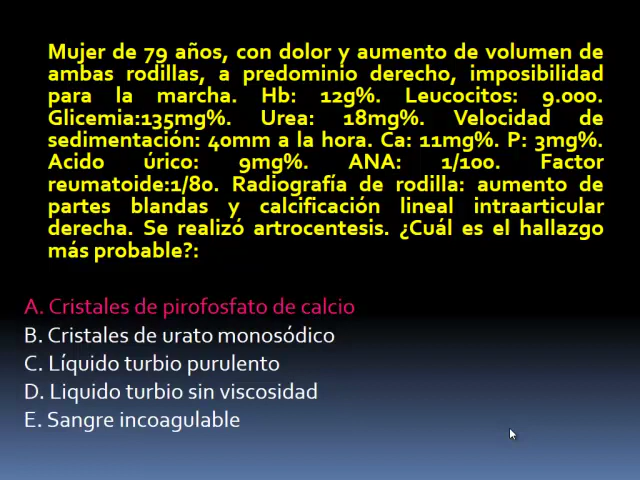 Mujer de 79 años, con dolor y aumento de volumen de
ambas rodillas, a predominio derecho, imposibilidad
para la marcha. Hb: 12g%. Leucocitos: 9.000.
Glicemia:135mg%. Urea: 18mg%. Velocidad de
sedimentación: 40mm a la hora. Ca: 11mg%. P: 3mg%.
Acido úrico: 9mg%. ANA: 1/100. Factor
reumatoide:1/80. Radiografía de rodilla: aumento de
partes blandas y calcificación lineal intraarticular
derecha. Se realizó artrocentesis. ¿Cuál es el hallazgo
más probable?:
A. Cristales de pirofosfato de calcio
B. Cristales de urato monosódico
C. Líquido turbio purulento
D. Liquido turbio sin viscosidad
E. Sangre incoagulable